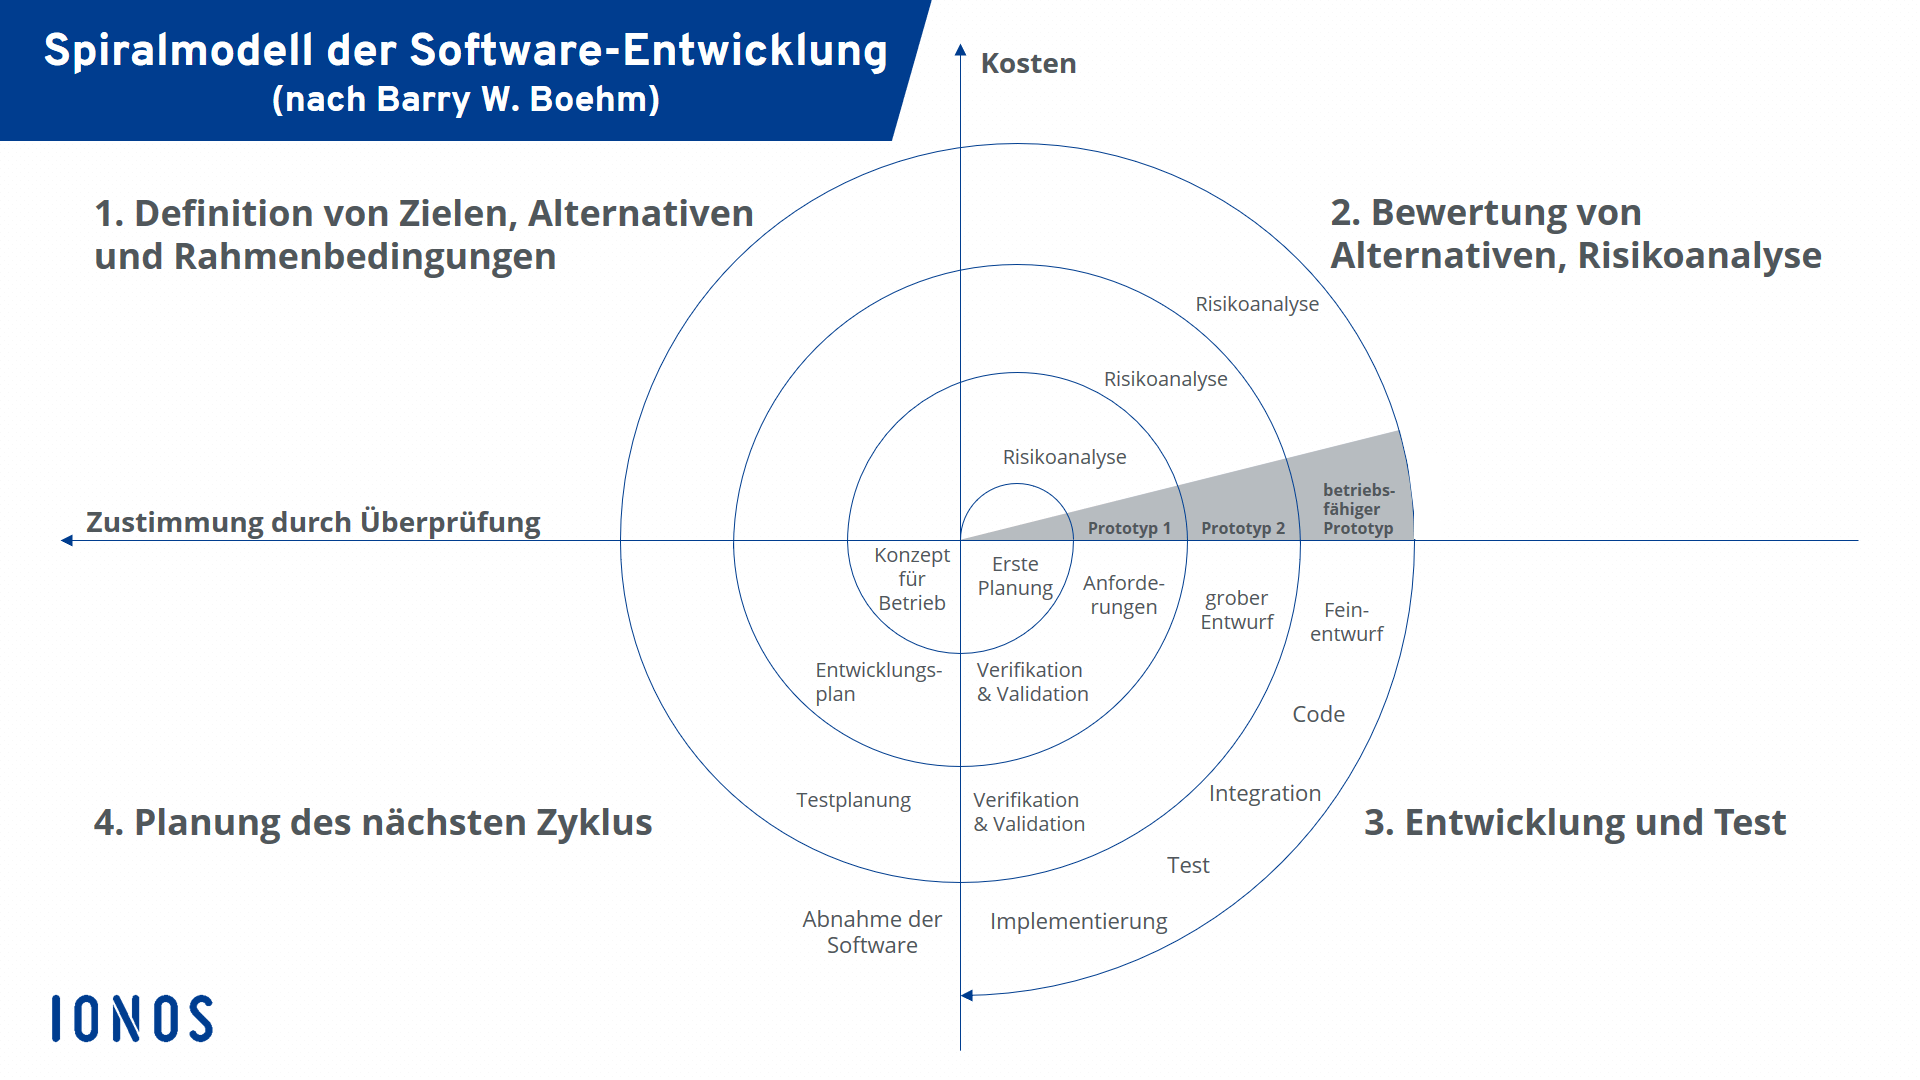 Spiralmodell der Software-Entwicklung
(nach Barry W. Boehm)
Kosten
1. Definition von Zielen, Alternativen
und Rahmenbedingungen
2. Bewertung von
Alternativen, Risikoanalyse
Risikoanalyse
Risikoanalyse
Risikoanalyse
Zustimmung durch Überprüfung
Prototyp 1
Prototyp 2
betriebs-
fähiger
Prototyp
Konzept
für
Betrieb
Erste
Planung
Anforde-
rungen
grober
Entwurf
Fein-
entwurf
Entwicklungs-
plan
Verifikation
& Validation
Code
Testplanung
Verifikation
& Validation
Integration
4. Planung des nächsten Zyklus
3. Entwicklung und Test
Test
Abnahme der
Software
Implementierung
IONOS